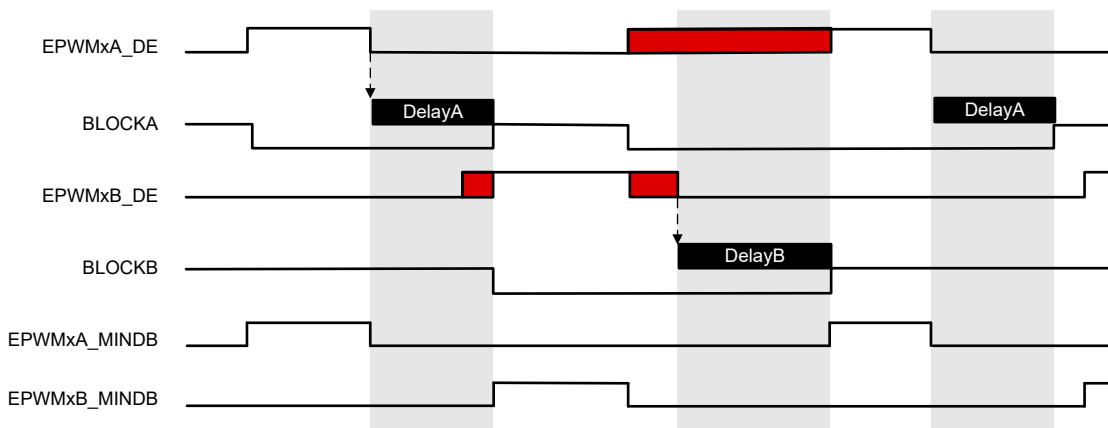 EPWMxA_DE
DelayA
DelayA
BLOCKA
EPWMxB_DE
DelayB
BLOCKB
EPWMxA_MINDB
EPWMxB_MINDB